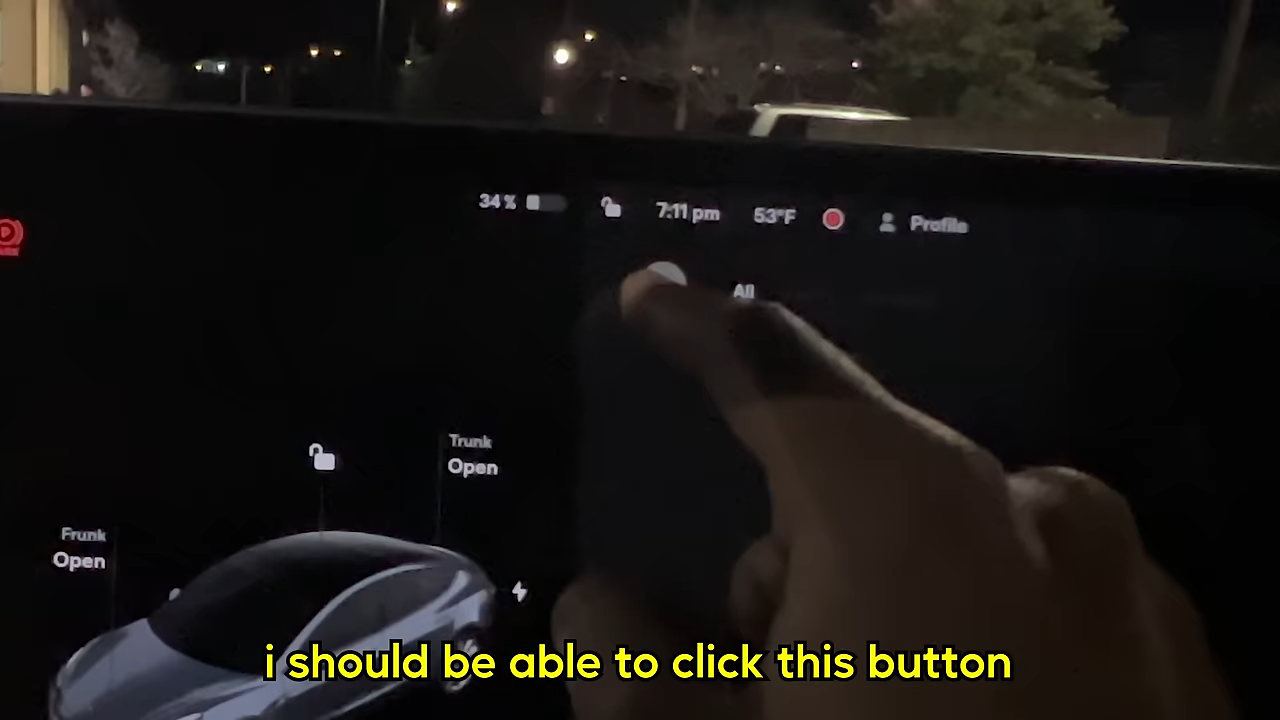 34% 7:11 pm 53°F Profile
All
Trunk
Open
Frunk
Open
i should be able to click this button